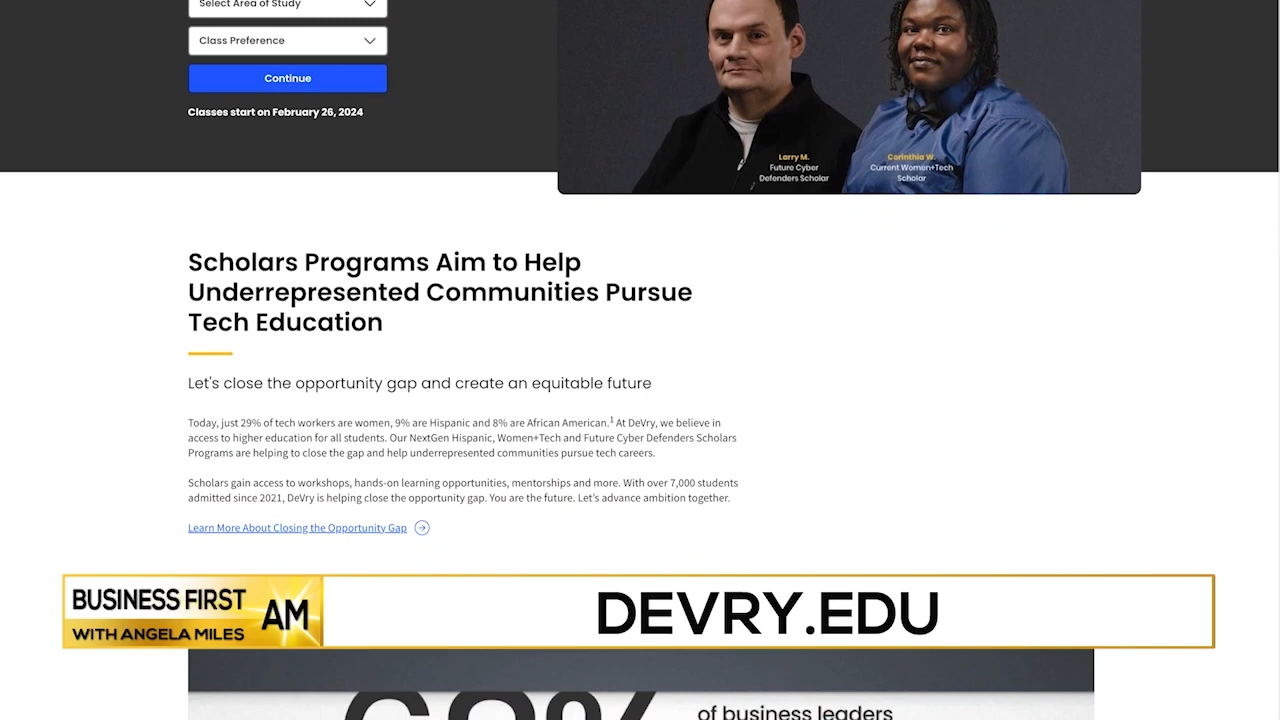 Select Area of Study
Class Preference
Continue
Classes start on February 26, 2024
Larry M.
Future Cyber
Defenders Scholar
Corinthia W.
Current Women+Tech
Scholar
Scholars Programs Aim to Help
Underrepresented Communities Pursue
Tech Education
Let's close the opportunity gap and create an equitable future
Today, just 29% of tech workers are women, 9% are Hispanic and 8% are African American.1 At DeVry, we believe in
access to higher education for all students. Our NextGen Hispanic, Women+Tech and Future Cyber Defenders Scholars
Programs are helping to close the gap and help underrepresented communities pursue tech careers.
Scholars gain access to workshops, hands-on learning opportunities, mentorships and more. With over 7,000 students
admitted since 2021, DeVry is helping close the opportunity gap. You are the future. Let's advance ambition together.
Learn More About Closing the Opportunity Gap
BUSINESS FIRST
WITH ANGELA MILES
AM
DEVRY.EDU
of business leaders